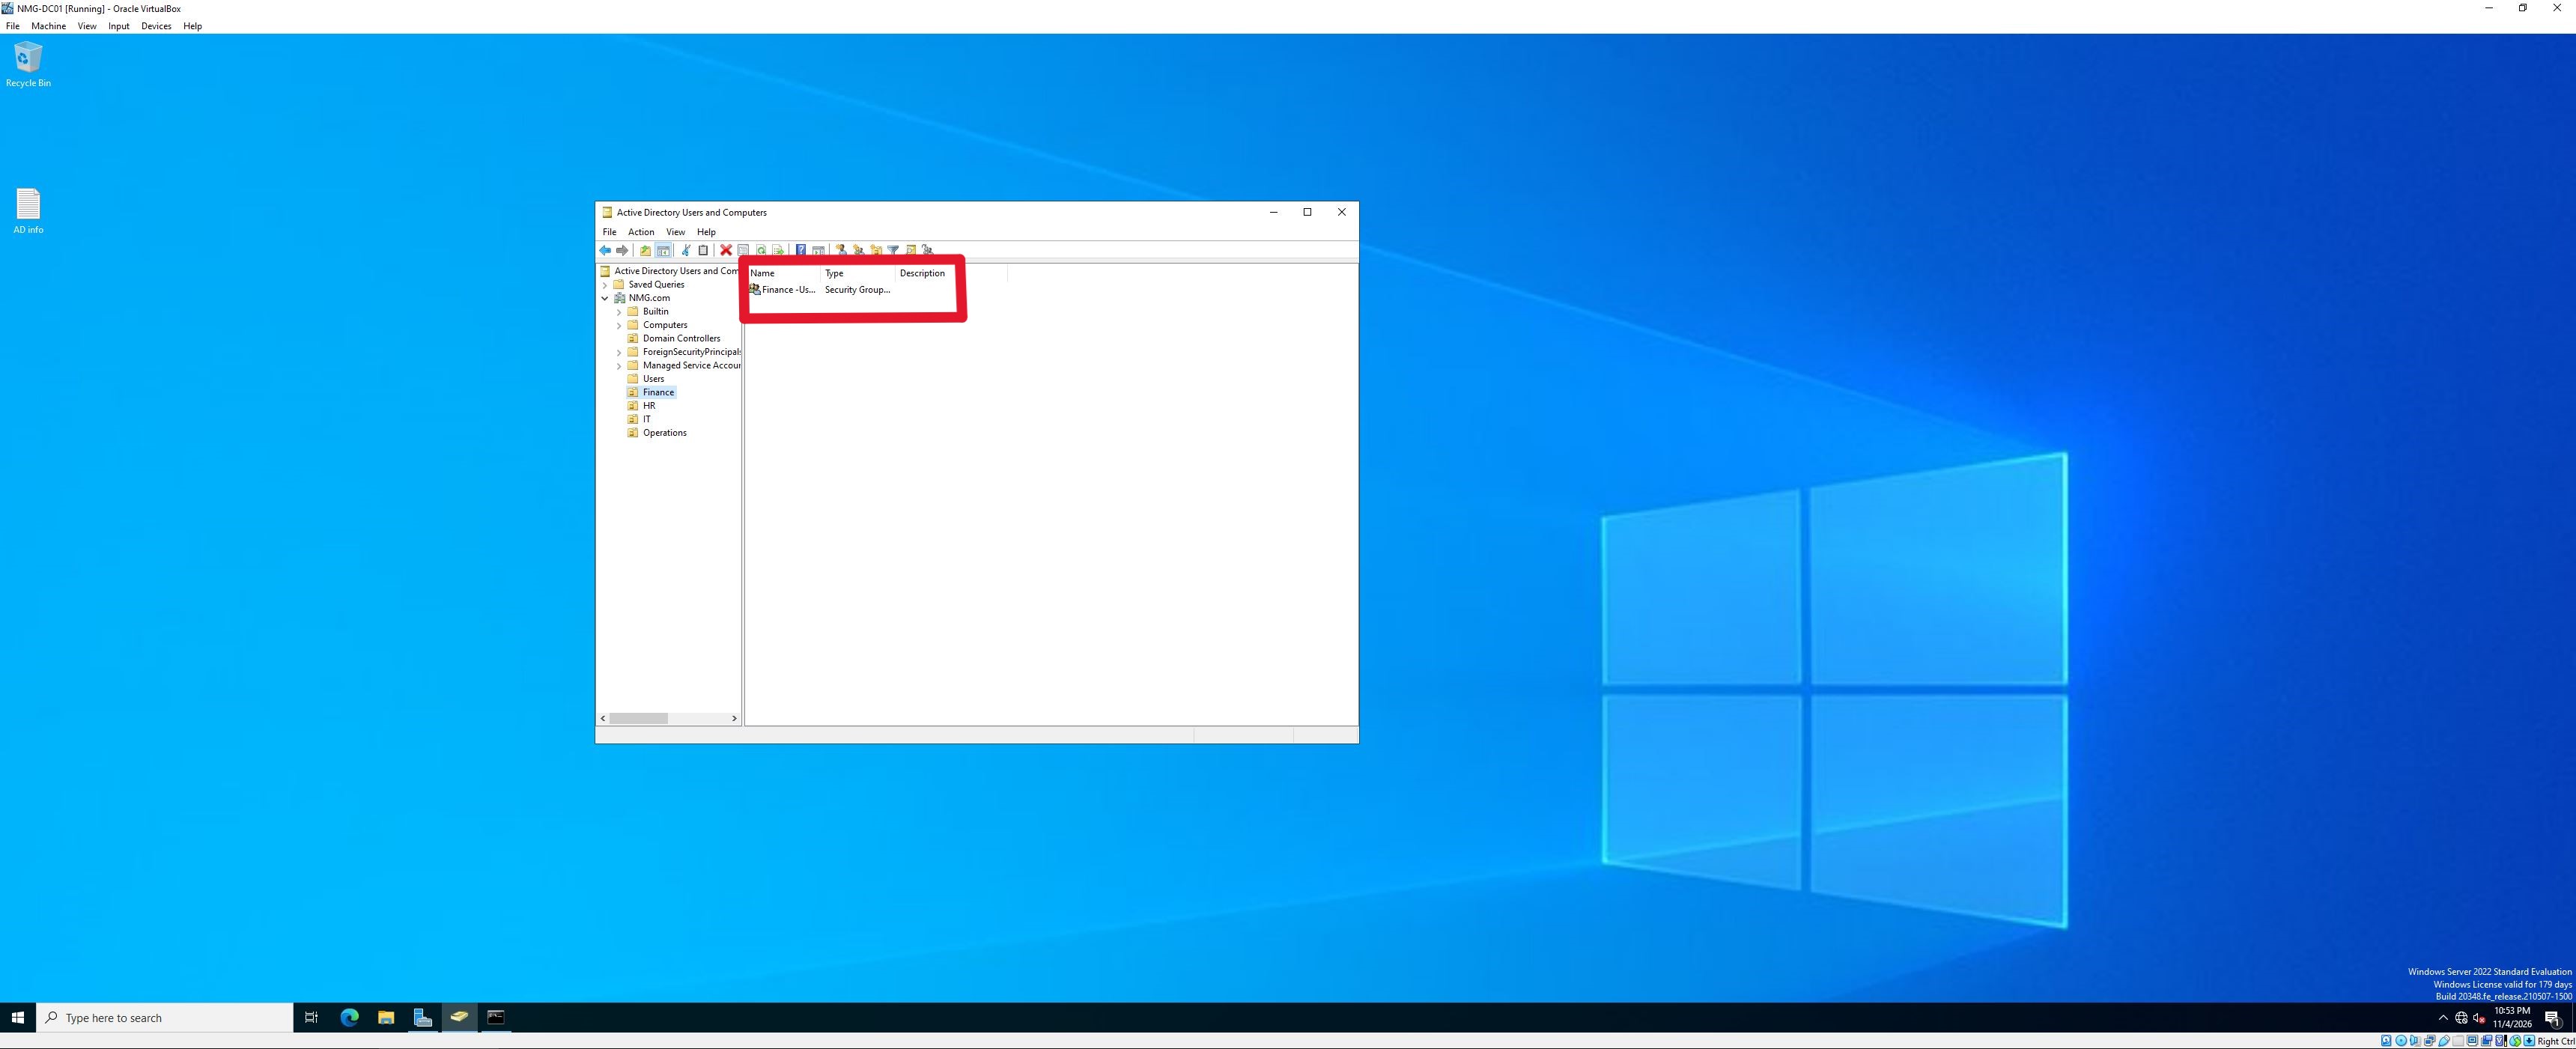 NMG-DC01 [Running] - Oracle VirtualBox
File Machine View Input Devices Help
Recycle Bin
AD info
Active Directory Users and Computers
File Action View Help
Active Directory Users and Com
Saved Queries
NMG.com
Builtin
Computers
Domain Controllers
ForeignSecurityPrincipals
Managed Service Accour
Users
Finance
HR
IT
Operations
Name Type Description
Finance -Us... Security Group...
Windows Server 2022 Standard Evaluation
Windows License valid for 179 days
Build 20348.fe_release.210507-1500
Type here to search
10:53 PM
11/4/2026
1
Right Ctrl